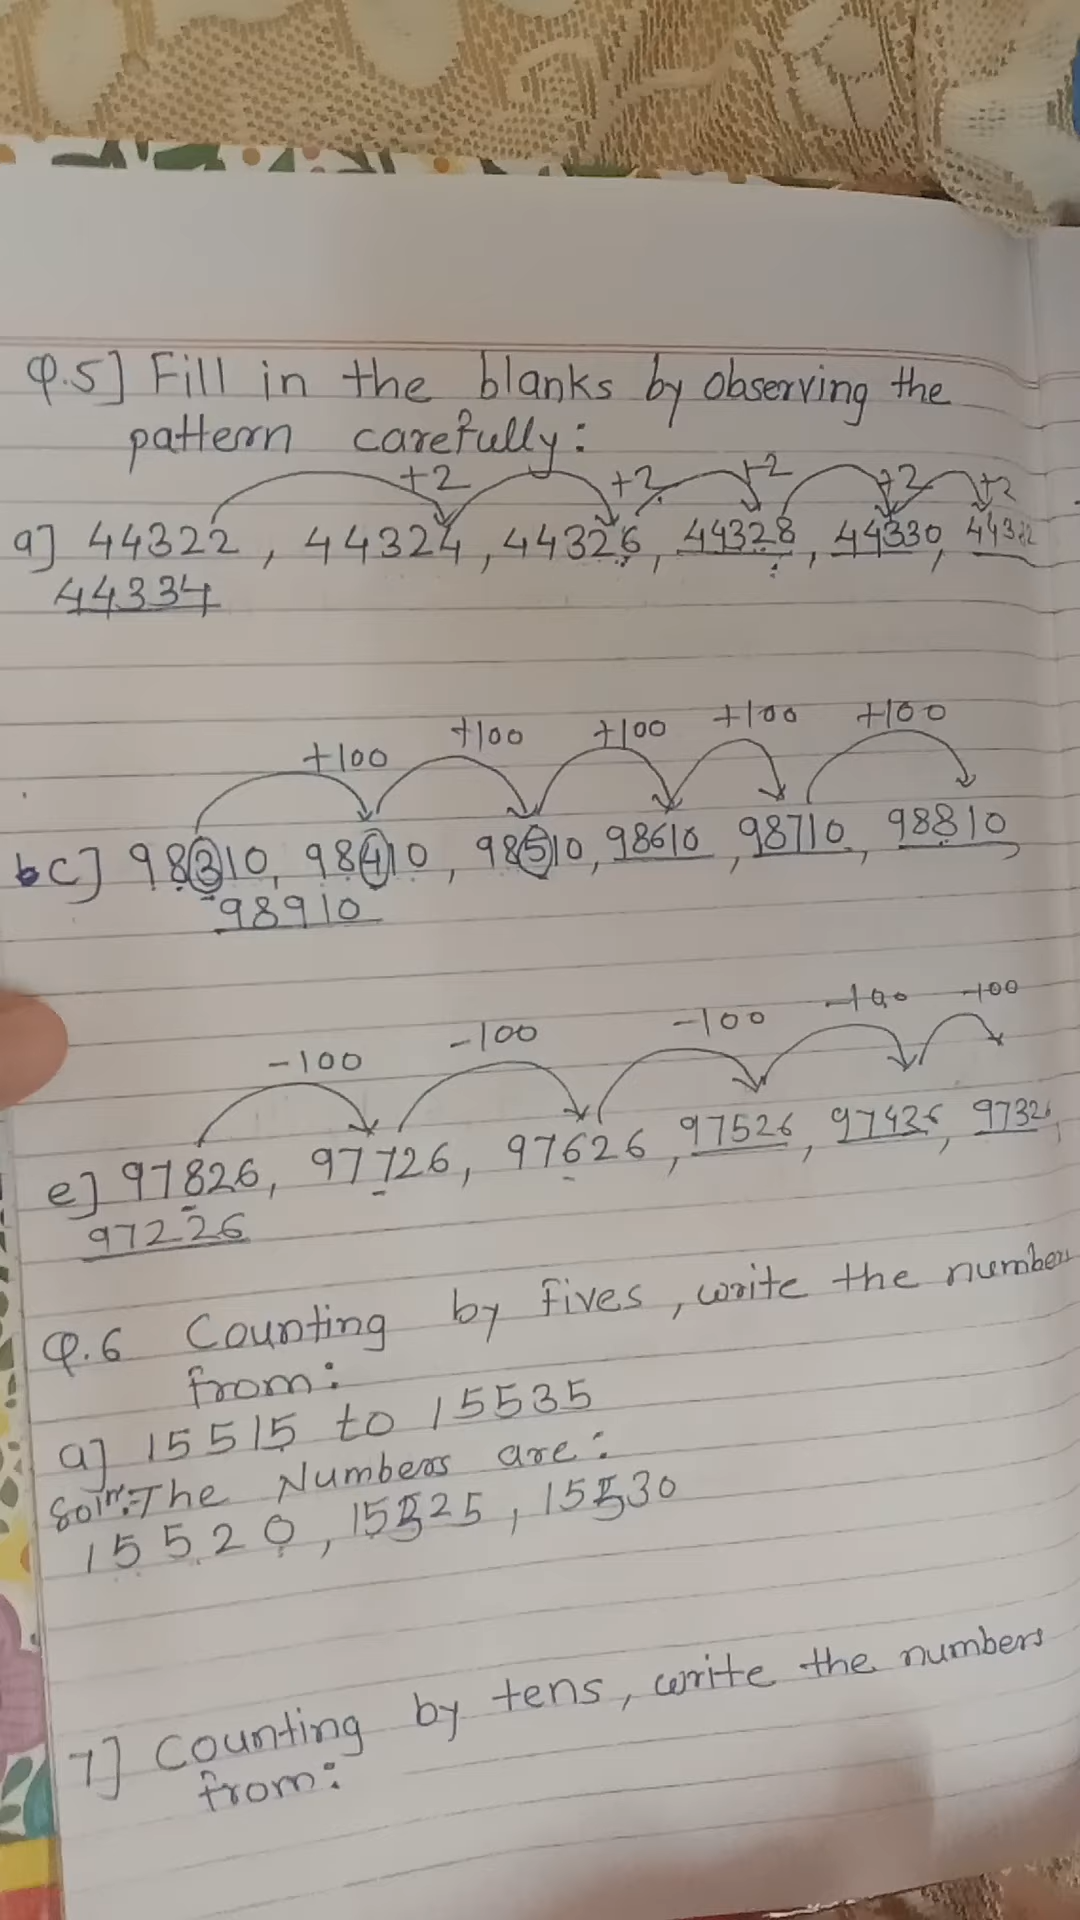 Q.5] Fill in the blanks by observing the
pattern carefully:
+2 +2 +2 +2 +2
a] 44322, 44324, 44326, 44328, 44330, 44332
44334
+100 +100 +100 +100 +100
bc] 98310, 98410, 98510, 98610, 98710, 98810
98910
-100 -100 -100 -100 -100
e] 97826, 97726, 97626, 97526, 97426, 97326,
97226
Q.6 Counting by fives, write the numbers
from:
a] 15515 to 15535
Soln:-The Numbers are:
15520, 15525, 15530
7] Counting by tens, write the numbers
from: